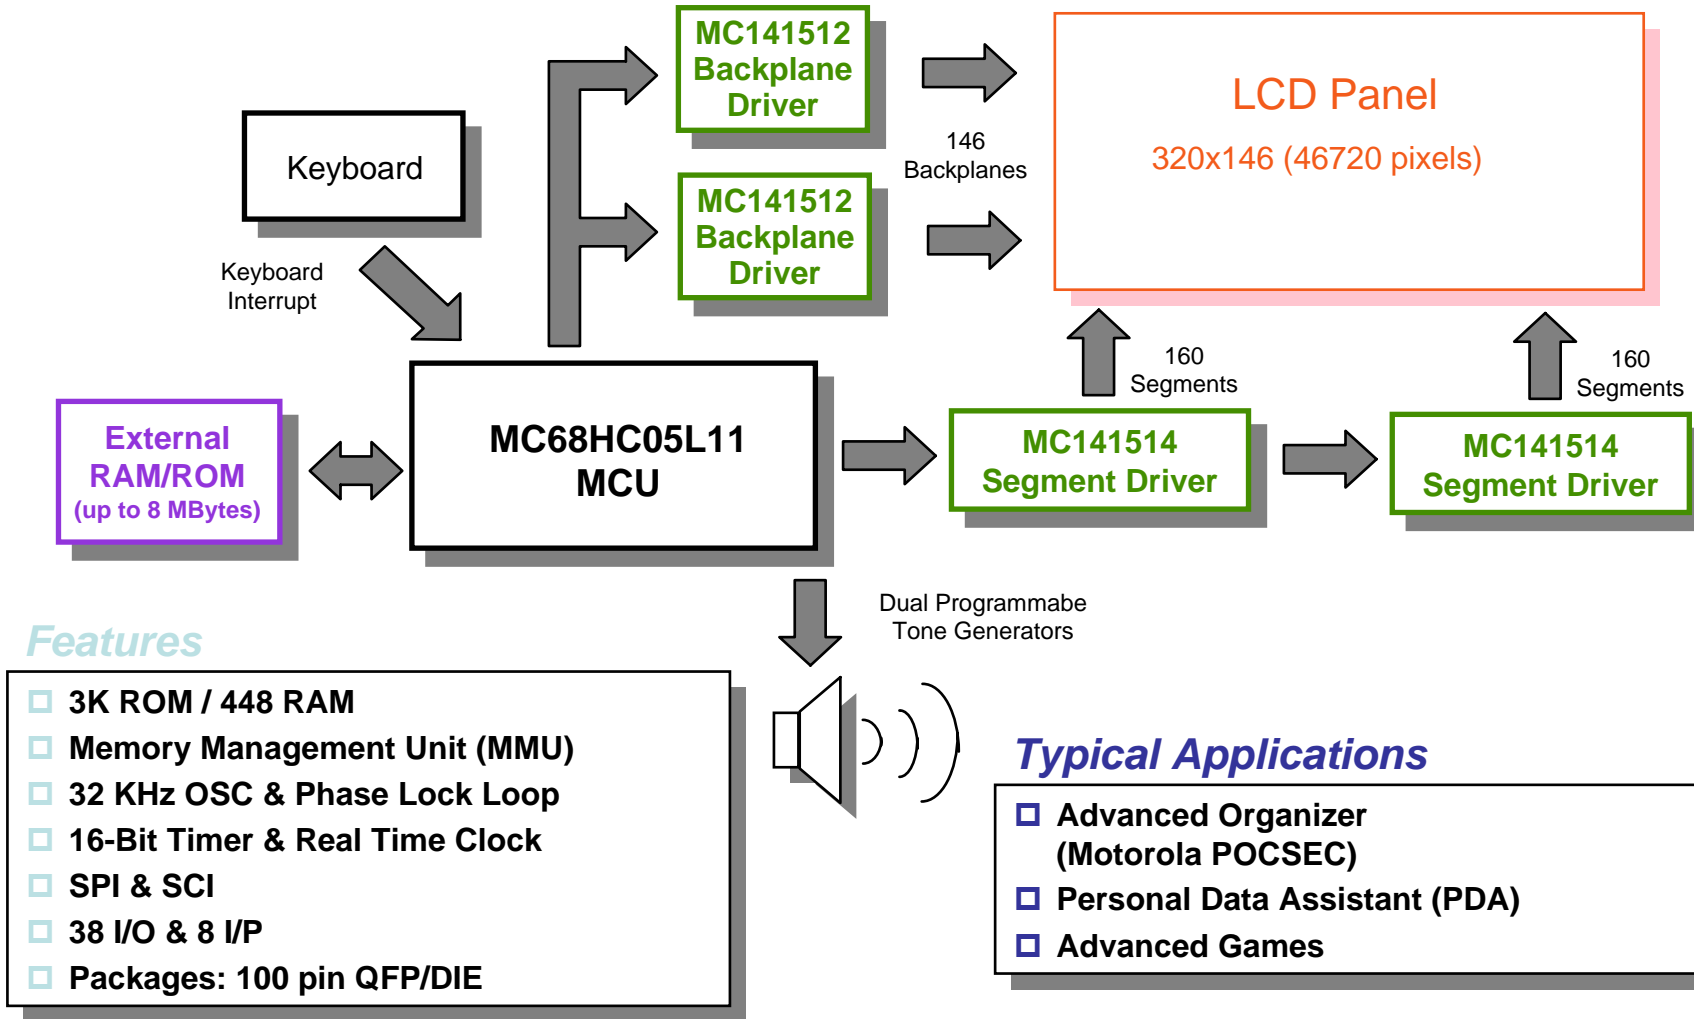 MC141512
Backplane
Driver
LCD Panel
320x146 (46720 pixels)
146
Backplanes
Keyboard
MC141512
Backplane
Driver
Keyboard
Interrupt
160
Segments
160
Segments
External
RAM/ROM
(up to 8 MBytes)
MC68HC05L11
MCU
MC141514
Segment Driver
MC141514
Segment Driver
Dual Programmabe
Tone Generators
Features
3K ROM / 448 RAM
Memory Management Unit (MMU)
32 KHz OSC & Phase Lock Loop
16-Bit Timer & Real Time Clock
SPI & SCI
38 I/O & 8 I/P
Packages: 100 pin QFP/DIE
Typical Applications
Advanced Organizer
(Motorola POCSEC)
Personal Data Assistant (PDA)
Advanced Games